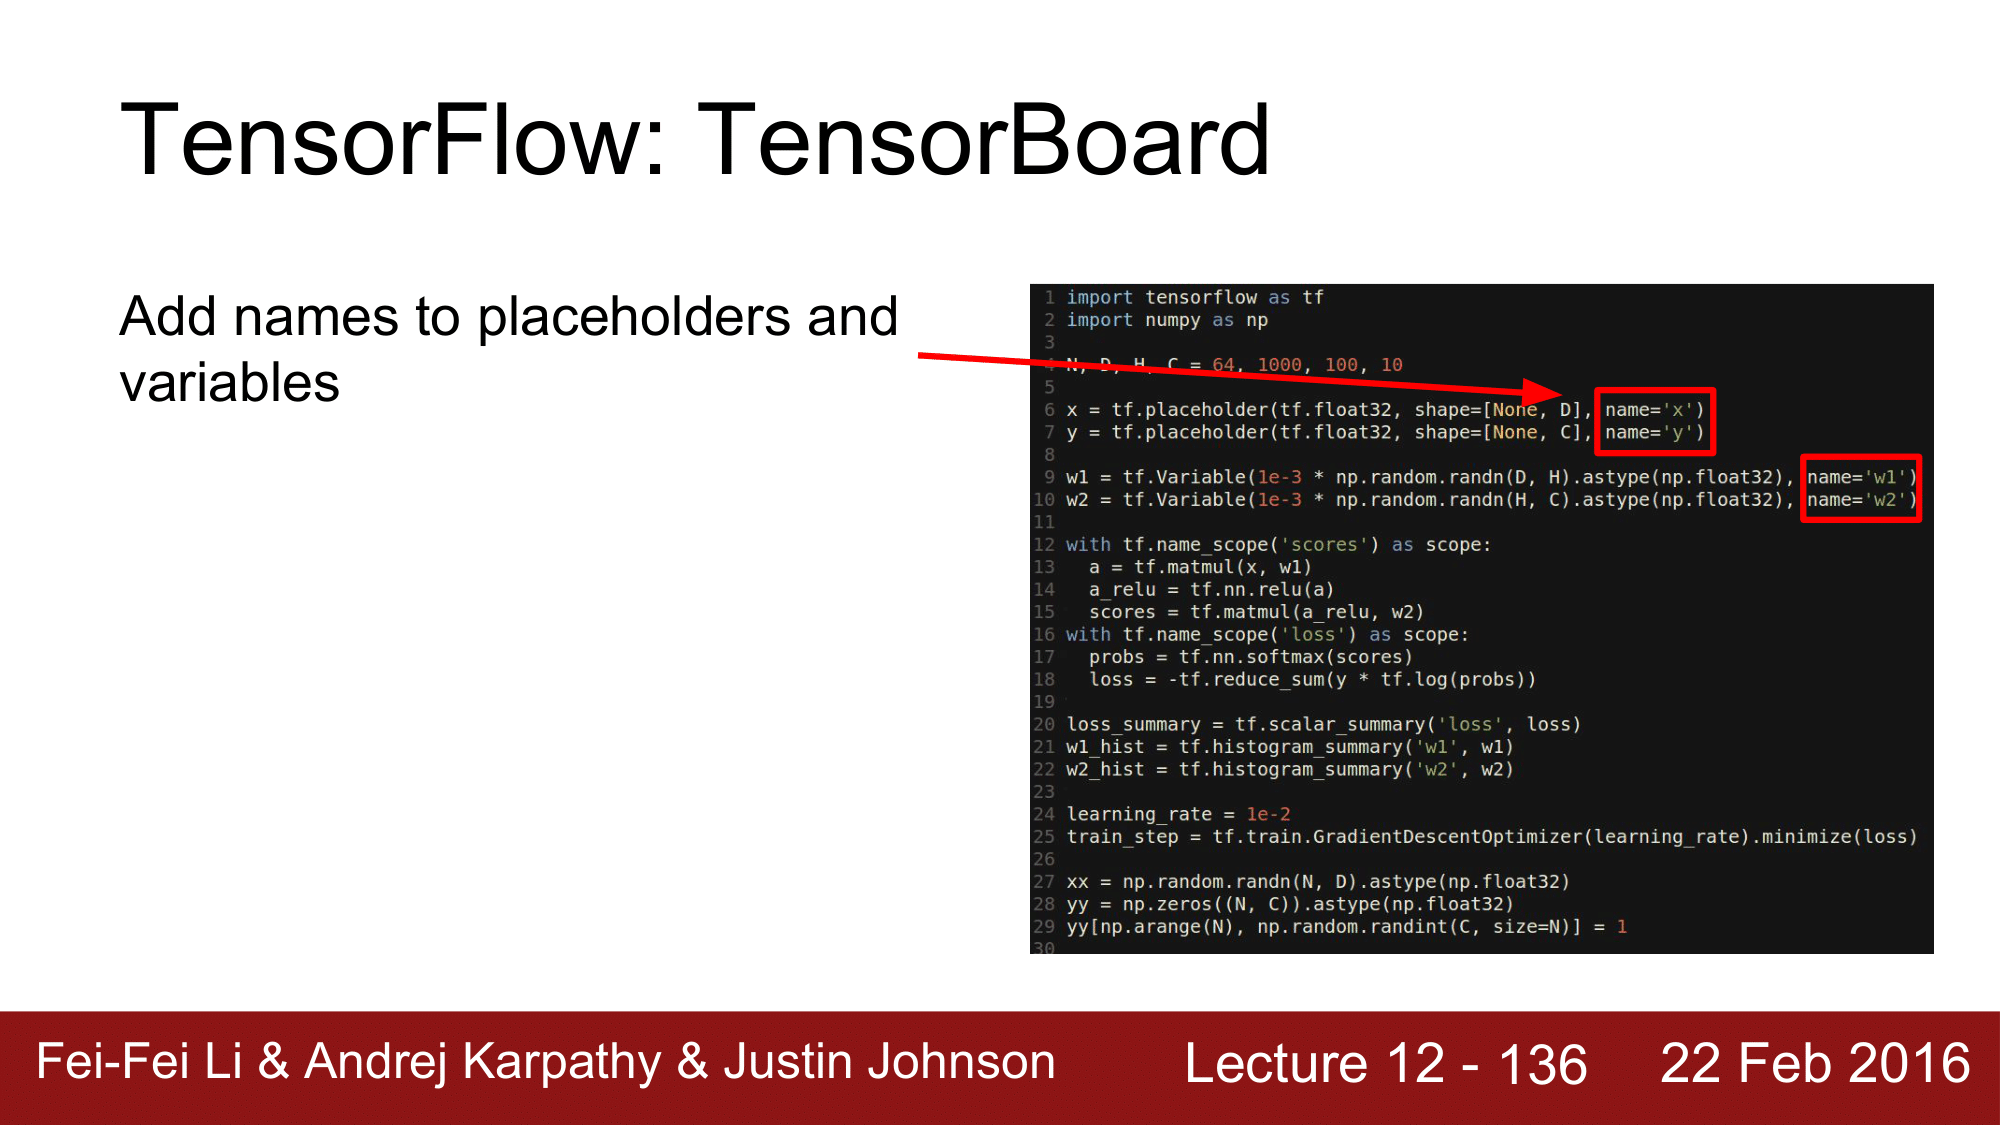 TensorFlow: TensorBoard
Add names to placeholders and
variables
1 import tensorflow as tf
2 import numpy as np
3
4 N, D, H, C = 64, 1000, 100, 10
5
6 x = tf.placeholder(tf.float32, shape=[None, D], name='x')
7 y = tf.placeholder(tf.float32, shape=[None, C], name='y')
8
9 w1 = tf.Variable(1e-3 * np.random.randn(D, H).astype(np.float32), name='w1')
10 w2 = tf.Variable(1e-3 * np.random.randn(H, C).astype(np.float32), name='w2')
11
12 with tf.name_scope('scores') as scope:
13   a = tf.matmul(x, w1)
14   a_relu = tf.nn.relu(a)
15   scores = tf.matmul(a_relu, w2)
16 with tf.name_scope('loss') as scope:
17   probs = tf.nn.softmax(scores)
18   loss = -tf.reduce_sum(y * tf.log(probs))
19
20 loss_summary = tf.scalar_summary('loss', loss)
21 w1_hist = tf.histogram_summary('w1', w1)
22 w2_hist = tf.histogram_summary('w2', w2)
23
24 learning_rate = 1e-2
25 train_step = tf.train.GradientDescentOptimizer(learning_rate).minimize(loss)
26
27 xx = np.random.randn(N, D).astype(np.float32)
28 yy = np.zeros((N, C)).astype(np.float32)
29 yy[np.arange(N), np.random.randint(C, size=N)] = 1
30
Fei-Fei Li & Andrej Karpathy & Justin Johnson
Lecture 12 - 136
22 Feb 2016